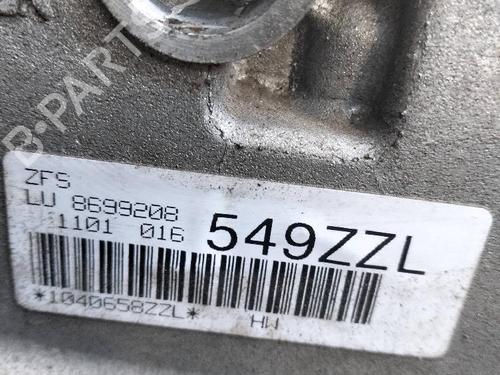 B-PARTS
ZFS
LU 8699208
1101 016
549ZZL
*1040658ZZL*
HW